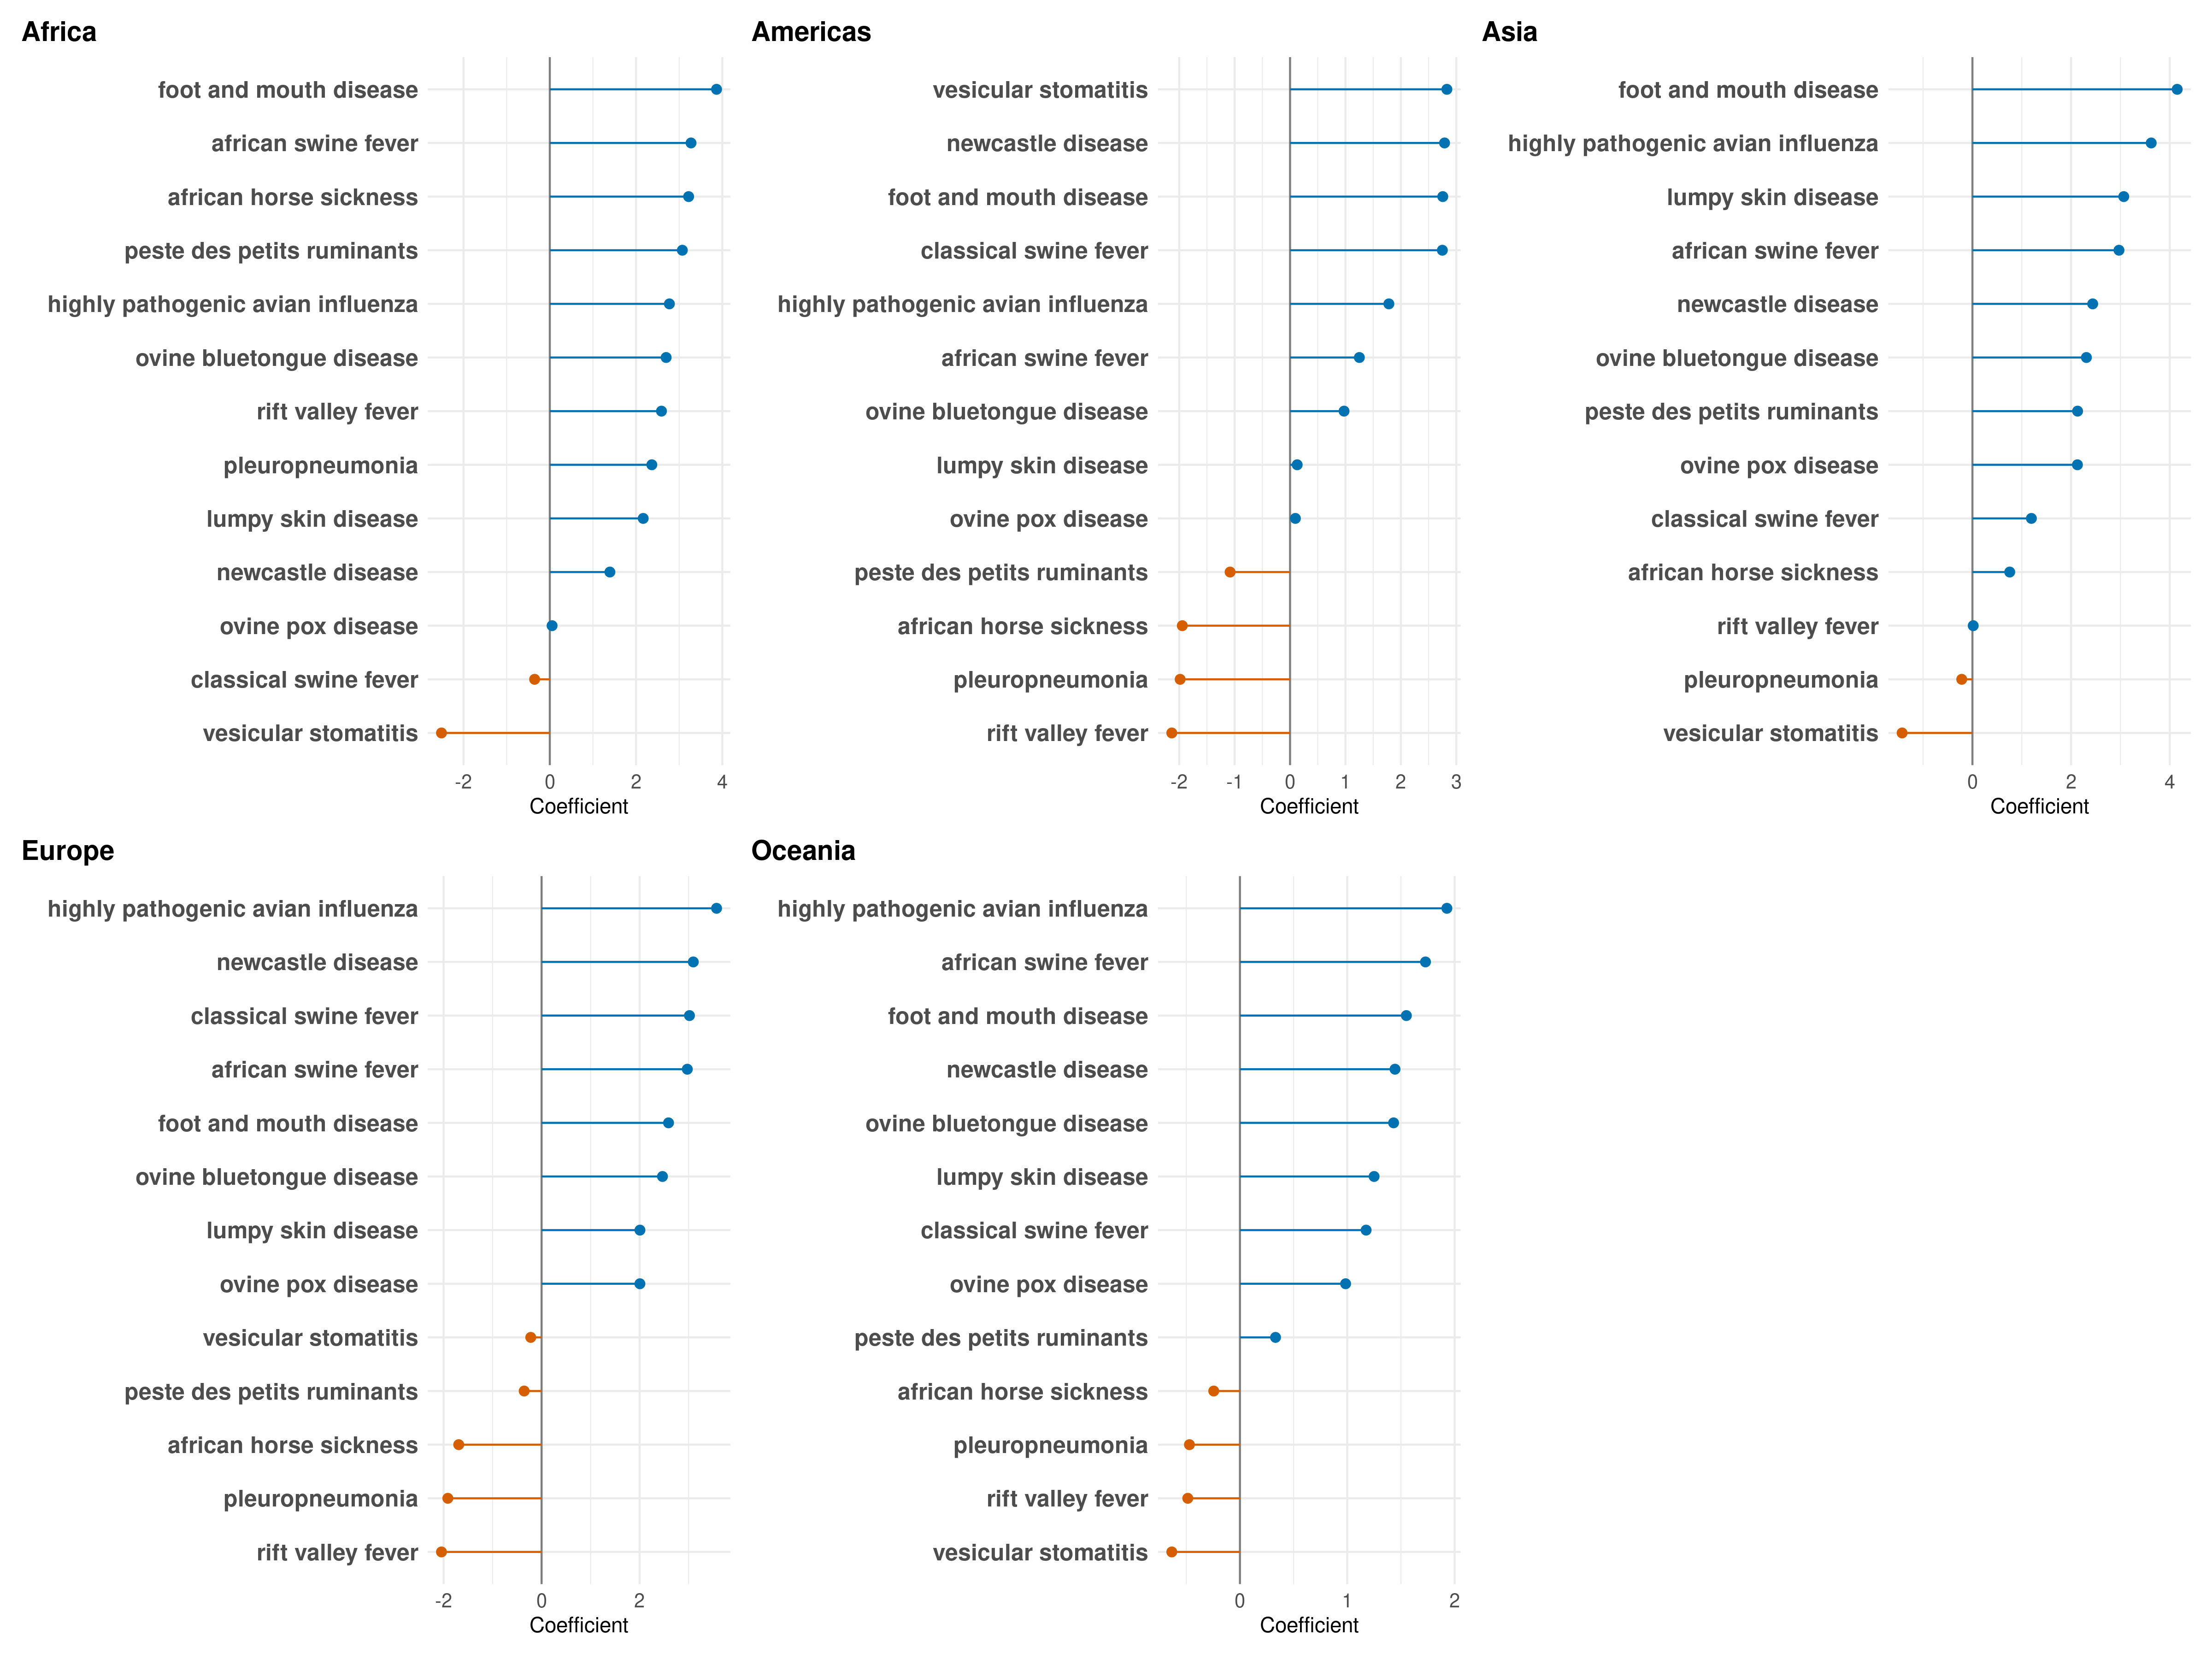 Africa
foot and mouth disease
african swine fever
african horse sickness
peste des petits ruminants
highly pathogenic avian influenza
ovine bluetongue disease
rift valley fever
pleuropneumonia
lumpy skin disease
newcastle disease
ovine pox disease
classical swine fever
vesicular stomatitis
-2 0 2 4
Coefficient
Americas
vesicular stomatitis
newcastle disease
foot and mouth disease
classical swine fever
highly pathogenic avian influenza
african swine fever
ovine bluetongue disease
lumpy skin disease
ovine pox disease
peste des petits ruminants
african horse sickness
pleuropneumonia
rift valley fever
-2 -1 0 1 2 3
Coefficient
Asia
foot and mouth disease
highly pathogenic avian influenza
lumpy skin disease
african swine fever
newcastle disease
ovine bluetongue disease
peste des petits ruminants
ovine pox disease
classical swine fever
african horse sickness
rift valley fever
pleuropneumonia
vesicular stomatitis
0 2 4
Coefficient
Europe
highly pathogenic avian influenza
newcastle disease
classical swine fever
african swine fever
foot and mouth disease
ovine bluetongue disease
lumpy skin disease
ovine pox disease
vesicular stomatitis
peste des petits ruminants
african horse sickness
pleuropneumonia
rift valley fever
-2 0 2
Coefficient
Oceania
highly pathogenic avian influenza
african swine fever
foot and mouth disease
newcastle disease
ovine bluetongue disease
lumpy skin disease
classical swine fever
ovine pox disease
peste des petits ruminants
african horse sickness
pleuropneumonia
rift valley fever
vesicular stomatitis
0 1 2
Coefficient